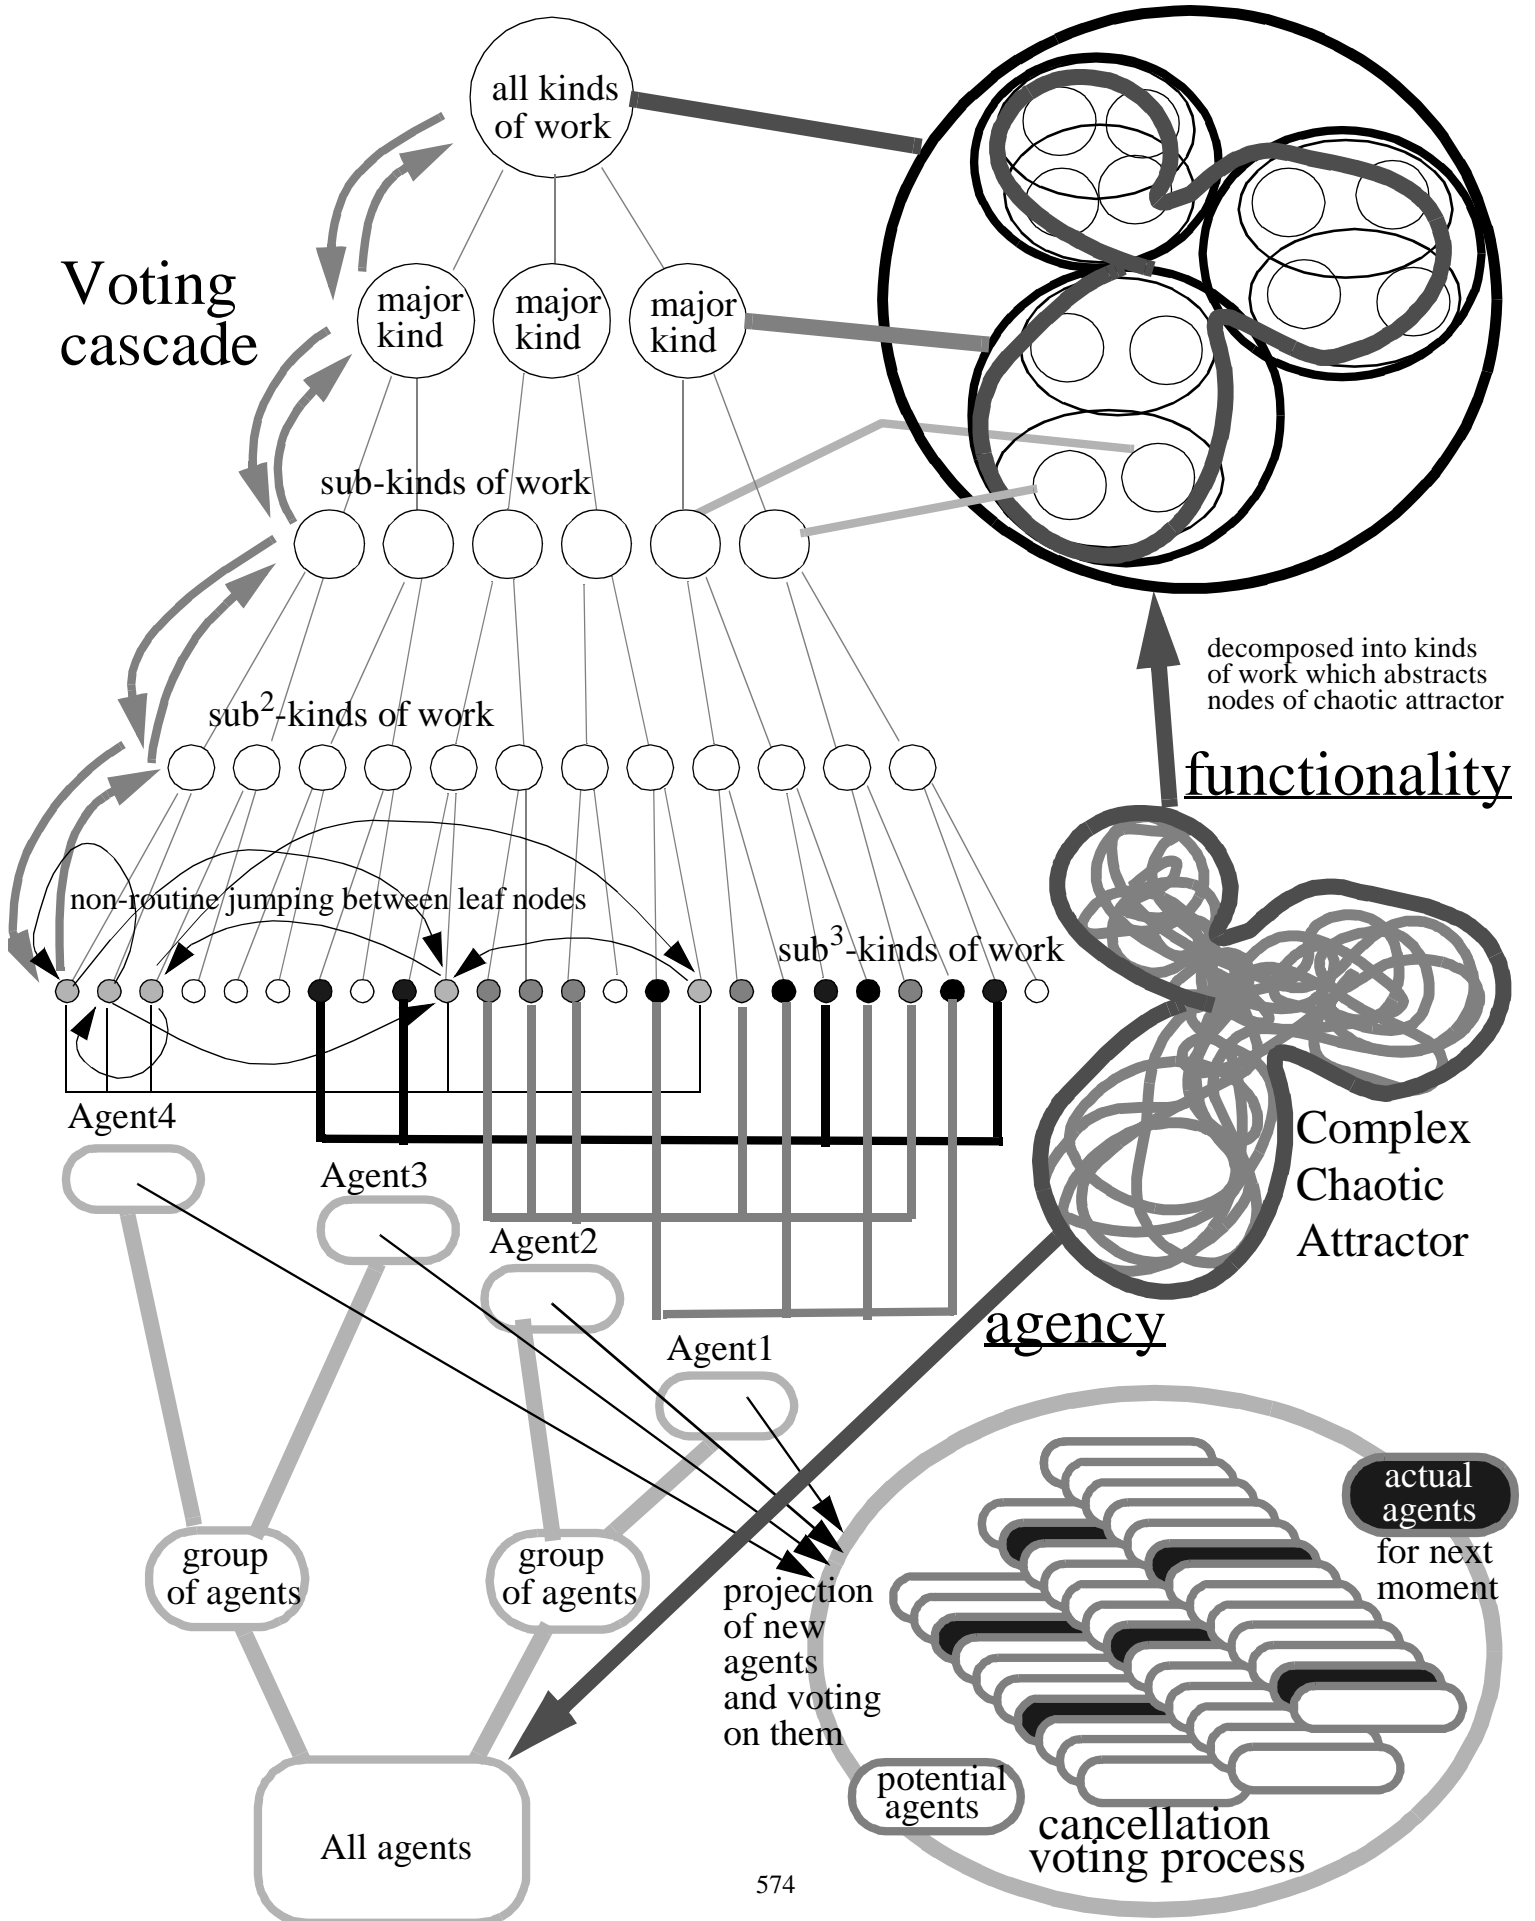 all kinds
of work
Voting
cascade
major
kind
major
kind
major
kind
sub-kinds of work
decomposed into kinds
of work which abstracts
nodes of chaotic attractor
sub2-kinds of work
functionality
non-routine jumping between leaf nodes
sub3-kinds of work
Agent4
Complex
Chaotic
Attractor
Agent3
Agent2
agency
Agent1
actual
agents
for next
moment
group
of agents
group
of agents
projection
of new
agents
and voting
on them
potential
agents
cancellation
voting process
All agents
574